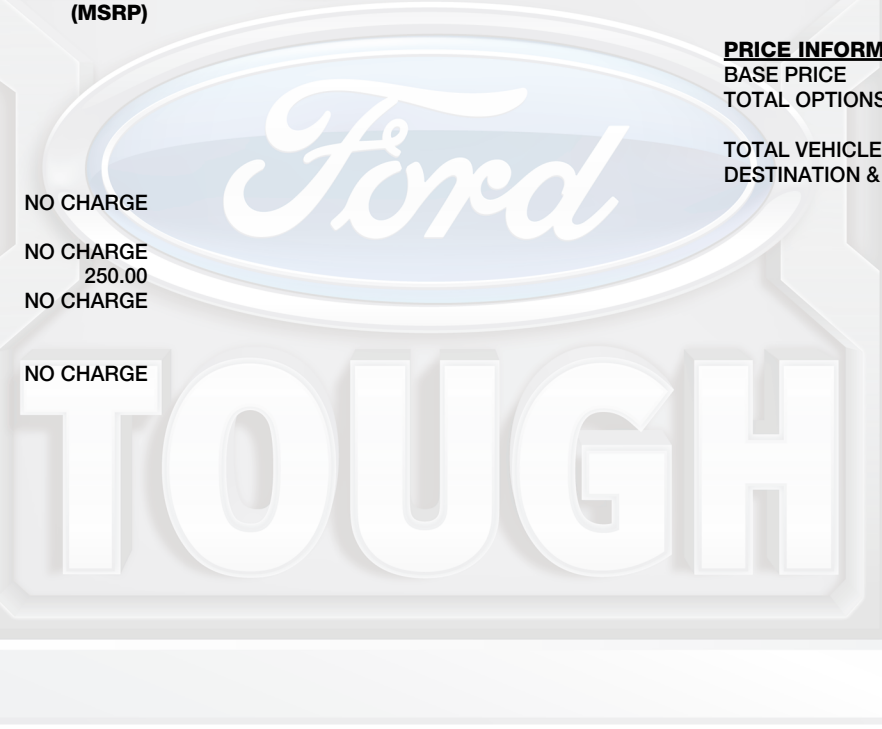 (MSRP)
NO CHARGE
NO CHARGE
250.00
NO CHARGE
NO CHARGE
PRICE INFORM
BASE PRICE
TOTAL OPTIONS
TOTAL VEHICLE
DESTINATION &
Ford
TOUGH